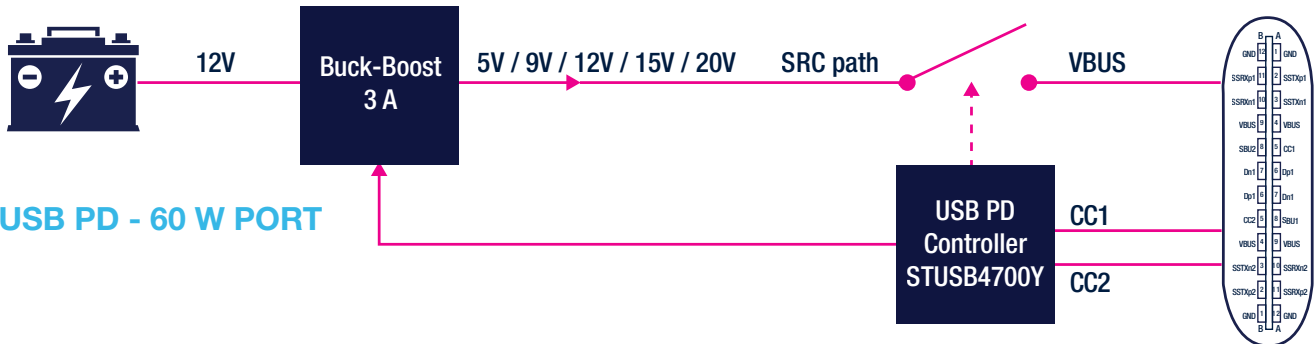 B A
GND 12 1 GND
SSRXp1 11 2 SSTXp1
SSRXn1 10 3 SSTXn1
VBUS 9 4 VBUS
SBU2 8 5 CC1
Dn1 7 6 Dp1
Dp1 6 7 Dn1
CC2 5 8 SBU1
VBUS 4 9 VBUS
SSTXn2 3 10 SSRXn2
SSTXp2 2 11 SSRXp2
GND 1 12 GND
B A
12V
Buck-Boost
3 A
5V / 9V / 12V / 15V / 20V
SRC path
VBUS
USB PD - 60 W PORT
USB PD
Controller
STUSB4700Y
CC1
CC2